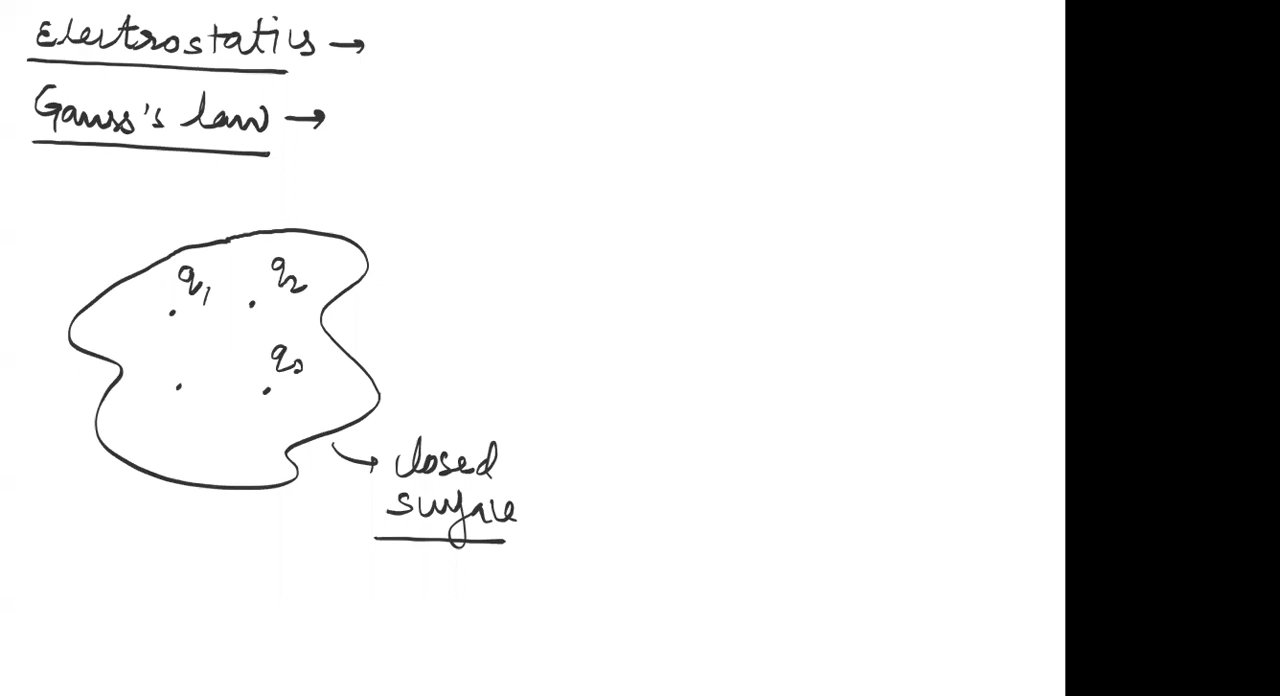 Electrostatics →
Gauss's law →
q₁
q₂
q₃
closed
surface